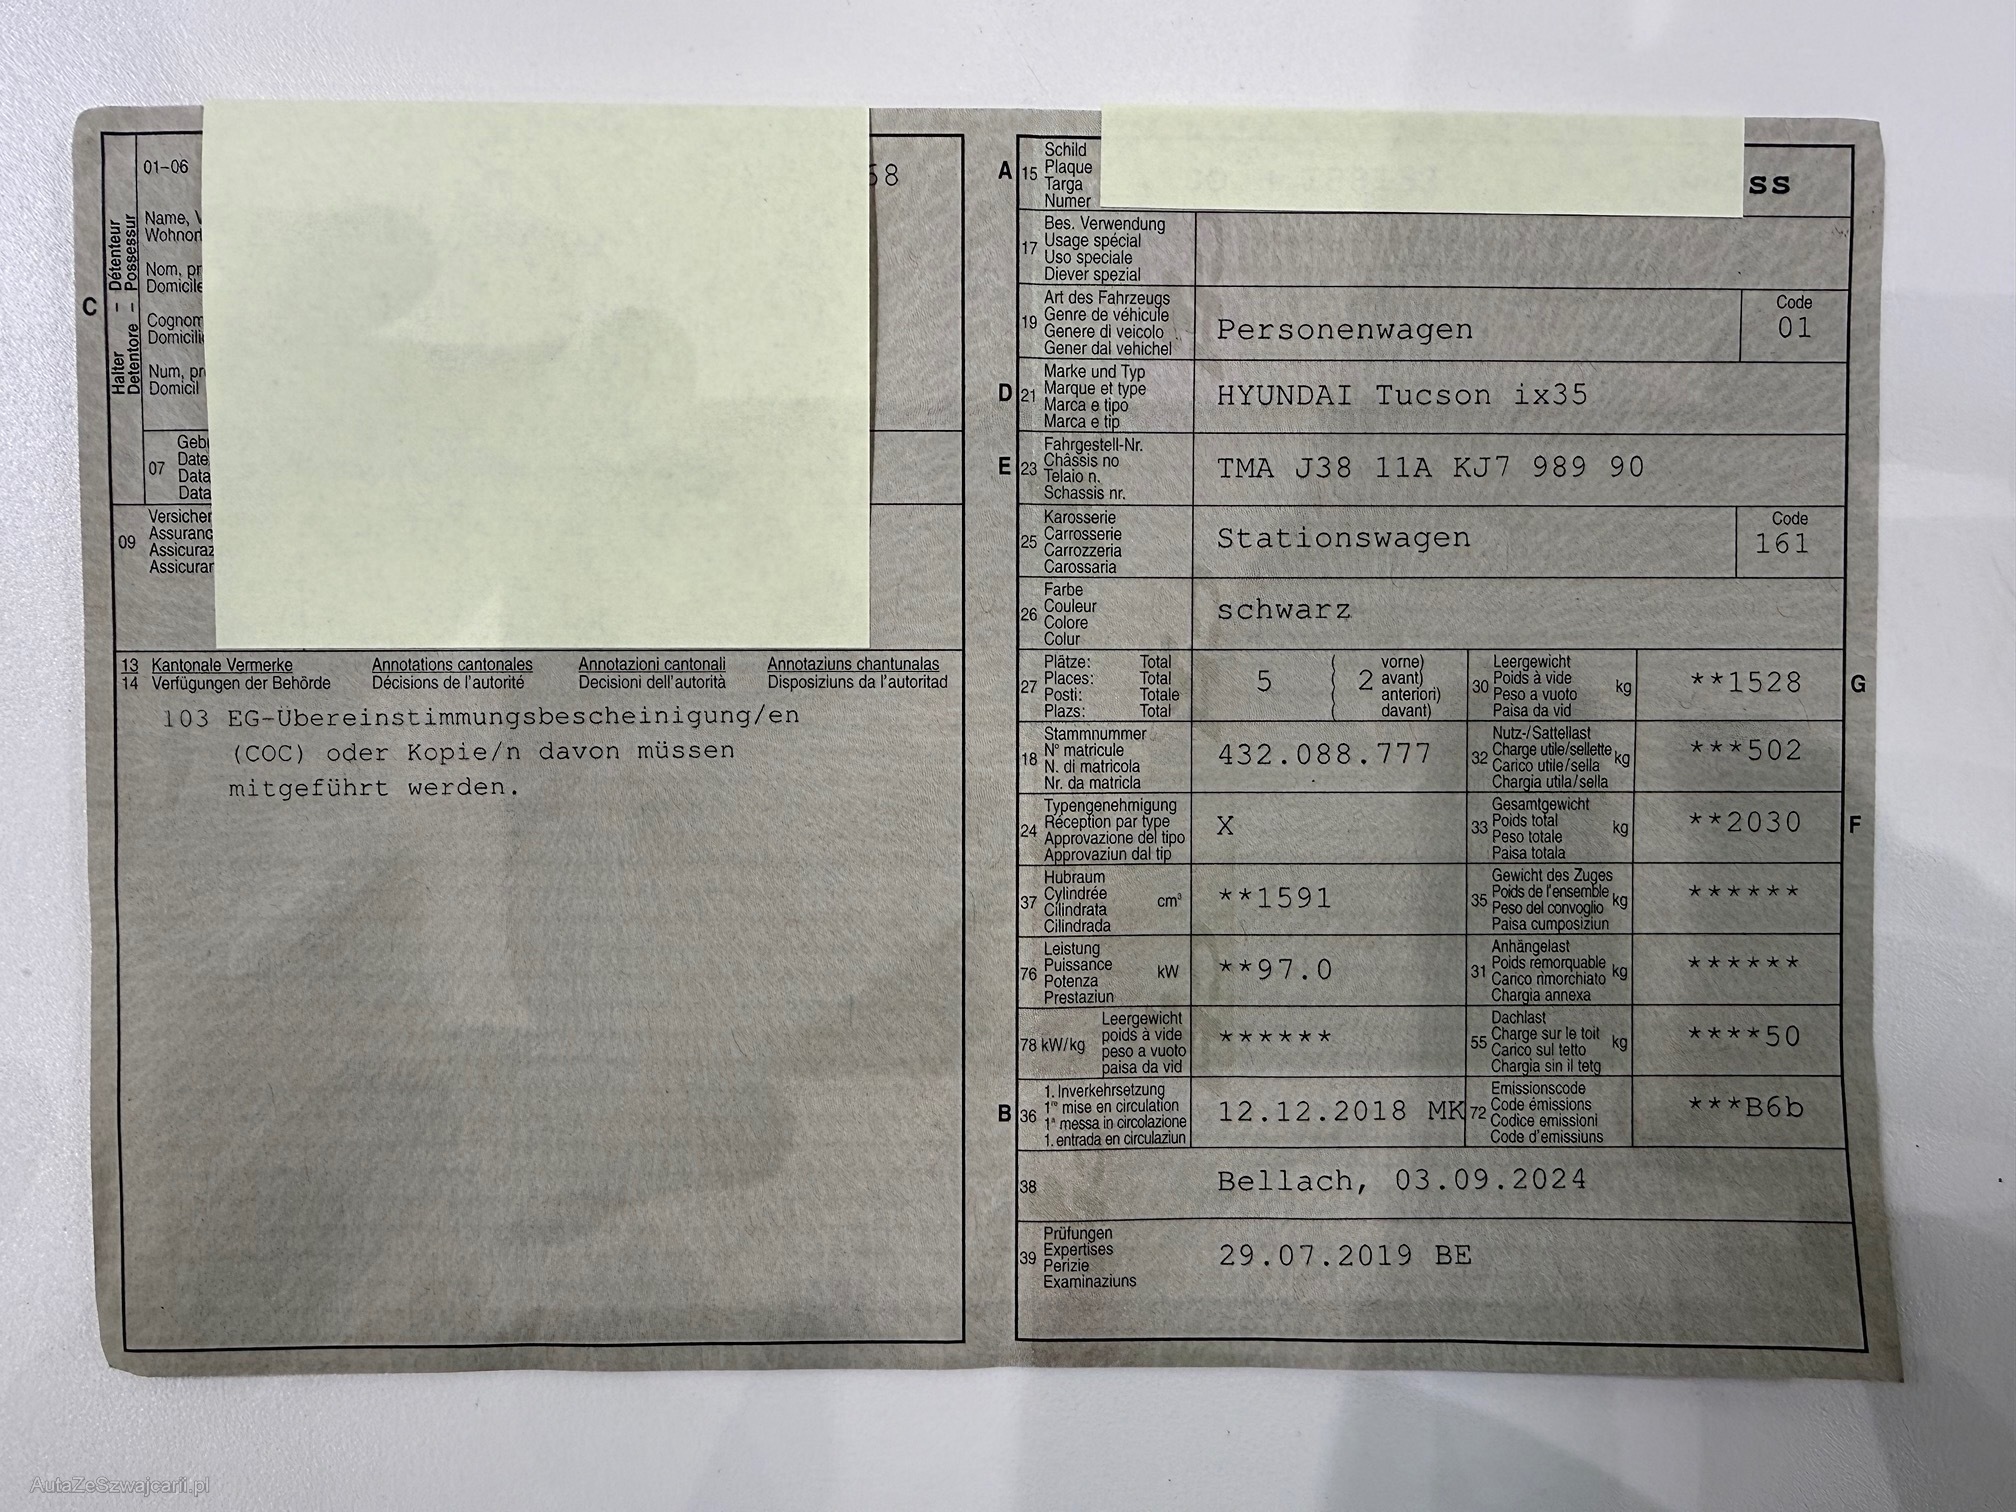 01-06
58
Name, V
Wohnort
Nom, pr
Domicile
Cognom
Domicili
Num, pr
Domicil
C
Halter - Détenteur
Detentore - Possessur
07
Geb
Date
Data
Data
09
Versicher
Assuranc
Assicuraz
Assicurar
13 Kantonale Vermerke Annotations cantonales Annotazioni cantonali Annotaziuns chantunalas
14 Verfügungen der Behörde Décisions de l'autorité Decisioni dell'autorità Disposiziuns da l'autoritad
103 EG-Übereinstimmungsbescheinigung/en
(COC) oder Kopie/n davon müssen
mitgeführt werden.
A 15
Schild
Plaque
Targa
Numer
ss
17
Bes. Verwendung
Usage spécial
Uso speciale
Diever spezial
19
Art des Fahrzeugs
Genre de véhicule
Genere di veicolo
Gener dal vehichel
Personenwagen
Code
01
D 21
Marke und Typ
Marque et type
Marca e tipo
Marca e tip
HYUNDAI Tucson ix35
E 23
Fahrgestell-Nr.
Châssis no
Telaio n.
Schassis nr.
TMA J38 11A KJ7 989 90
25
Karosserie
Carrosserie
Carrozzeria
Carossaria
Stationswagen
Code
161
26
Farbe
Couleur
Colore
Colur
schwarz
27
Plätze: Total
Places: Total
Posti: Totale
Plazs: Total
5
( 2 vorne)
( avant)
( anteriori)
( davant)
30
Leergewicht
Poids à vide
Peso a vuoto
Paisa da vid
kg
**1528
G
18
Stammnummer
N° matricule
N. di matricola
Nr. da matricla
432.088.777
32
Nutz-/Sattellast
Charge utile/sellette
Carico utile/sella
Chargia utila/sella
kg
***502
24
Typengenehmigung
Réception par type
Approvazione del tipo
Approvaziun dal tip
X
33
Gesamtgewicht
Poids total
Peso totale
Paisa totala
kg
**2030
F
37
Hubraum
Cylindrée
Cilindrata
Cilindrada
cm³
**1591
35
Gewicht des Zuges
Poids de l'ensemble
Peso del convoglio
Paisa cumposiziun
kg
******
76
Leistung
Puissance
Potenza
Prestaziun
kW
**97.0
31
Anhängelast
Poids remorquable
Carico rimorchiato
Chargia annexa
kg
******
78 kW/kg
Leergewicht
poids à vide
peso a vuoto
paisa da vid
******
55
Dachlast
Charge sur le toit
Carico sul tetto
Chargia sin il tetg
kg
****50
B 36
1. Inverkehrsetzung
1re mise en circulation
1a messa in circolazione
1. entrada en circulaziun
12.12.2018 MK
72
Emissionscode
Code émissions
Codice emissioni
Code d'emissiuns
***B6b
38
Bellach, 03.09.2024
39
Prüfungen
Expertises
Perizie
Examinaziuns
29.07.2019 BE
AutaZeSzwajcarii.pl